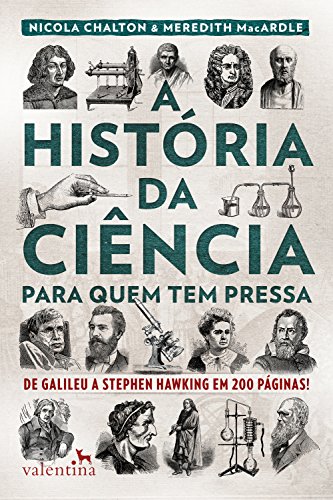 NICOLA CHALTON & MEREDITH MacARDLE
A
HISTÓRIA
DA
CIÊNCIA
PARA QUEM TEM PRESSA
DE GALILEU A STEPHEN HAWKING EM 200 PÁGINAS!
valentina